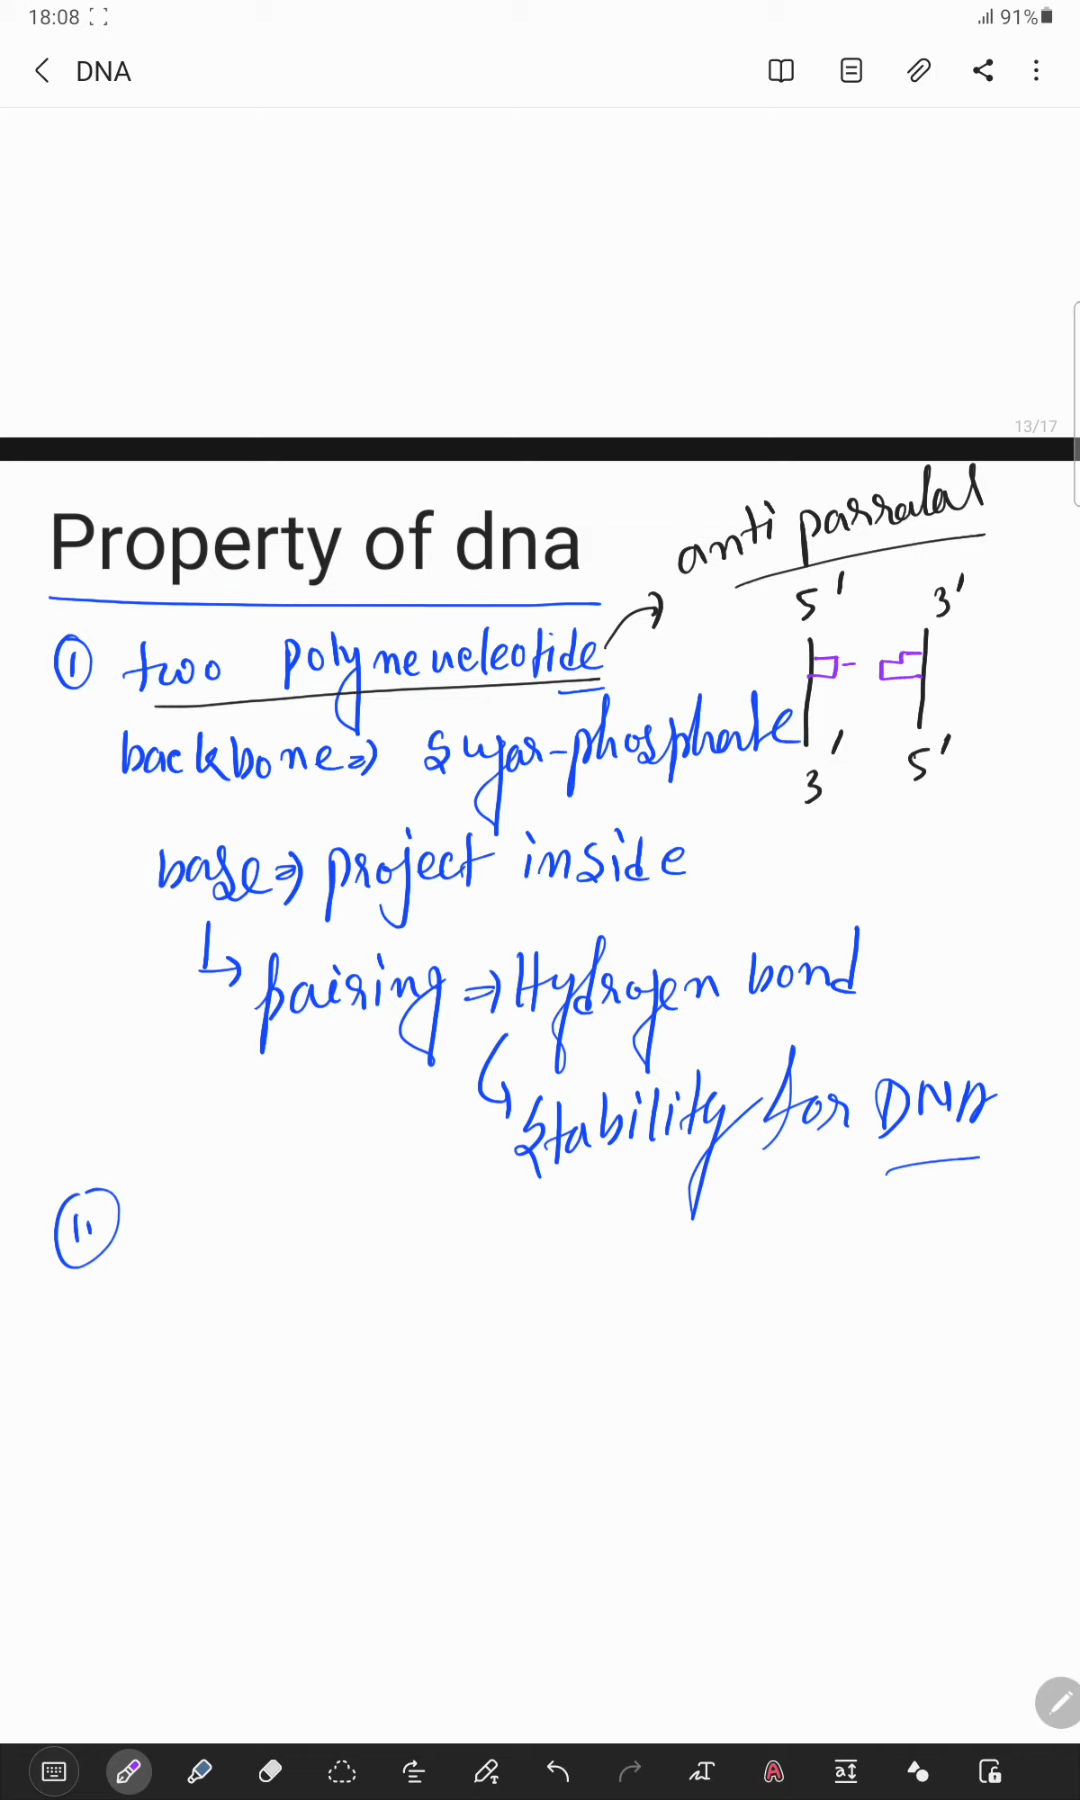 18:08
91%
DNA
13/17
Property of dna
anti parralal
5' 3'
① two polyneucleotide
backbone ⇒ sugar-phosphate
3' 5'
base ⇒ project inside
↳ pairing ⇒ Hydrogen bond
↳ stability for DNA
ⓘⓘ